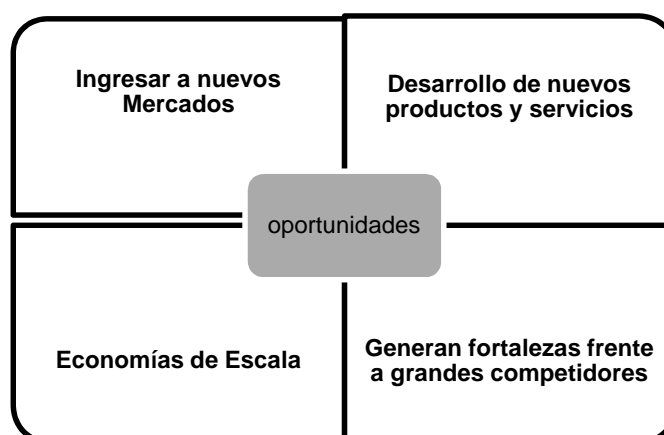 Ingresar a nuevos
Mercados
Desarrollo de nuevos
productos y servicios
oportunidades
Economías de Escala
Generan fortalezas frente
a grandes competidores